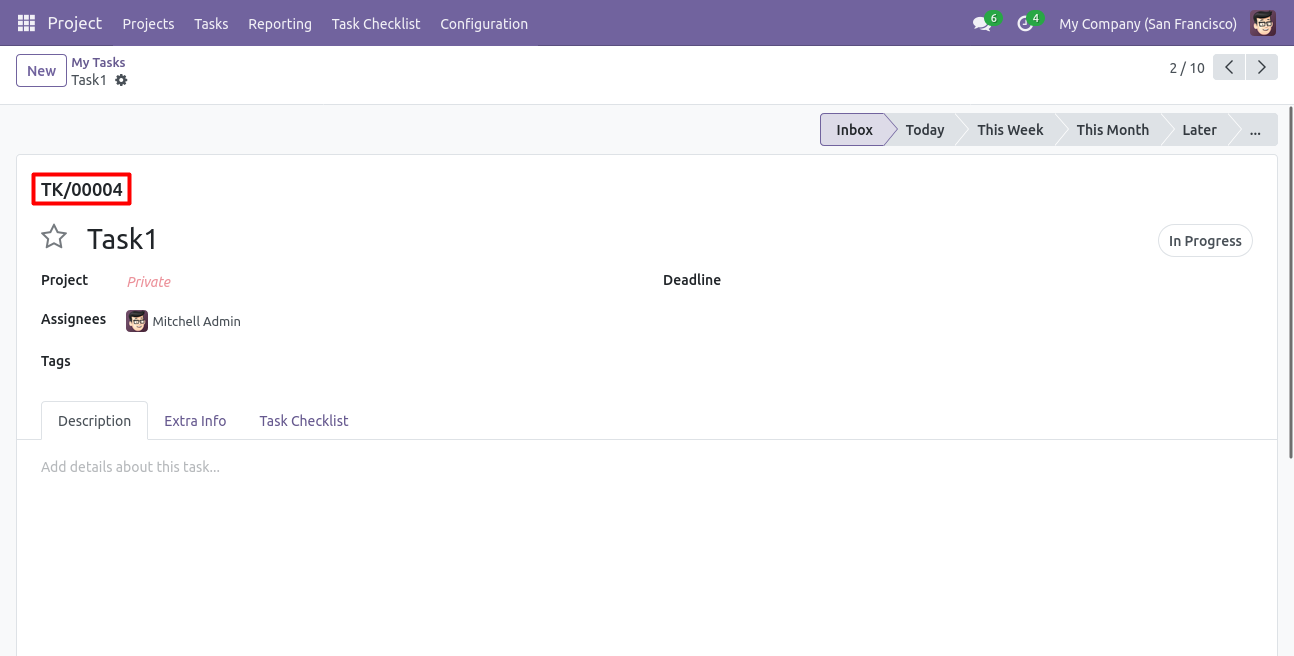 Project Projects Tasks Reporting Task Checklist Configuration 6 4 My Company (San Francisco)
New My Tasks
Task1
2 / 10
Inbox Today This Week This Month Later ...
TK/00004
Task1
In Progress
Project Private Deadline
Assignees Mitchell Admin
Tags
Description Extra Info Task Checklist
Add details about this task...